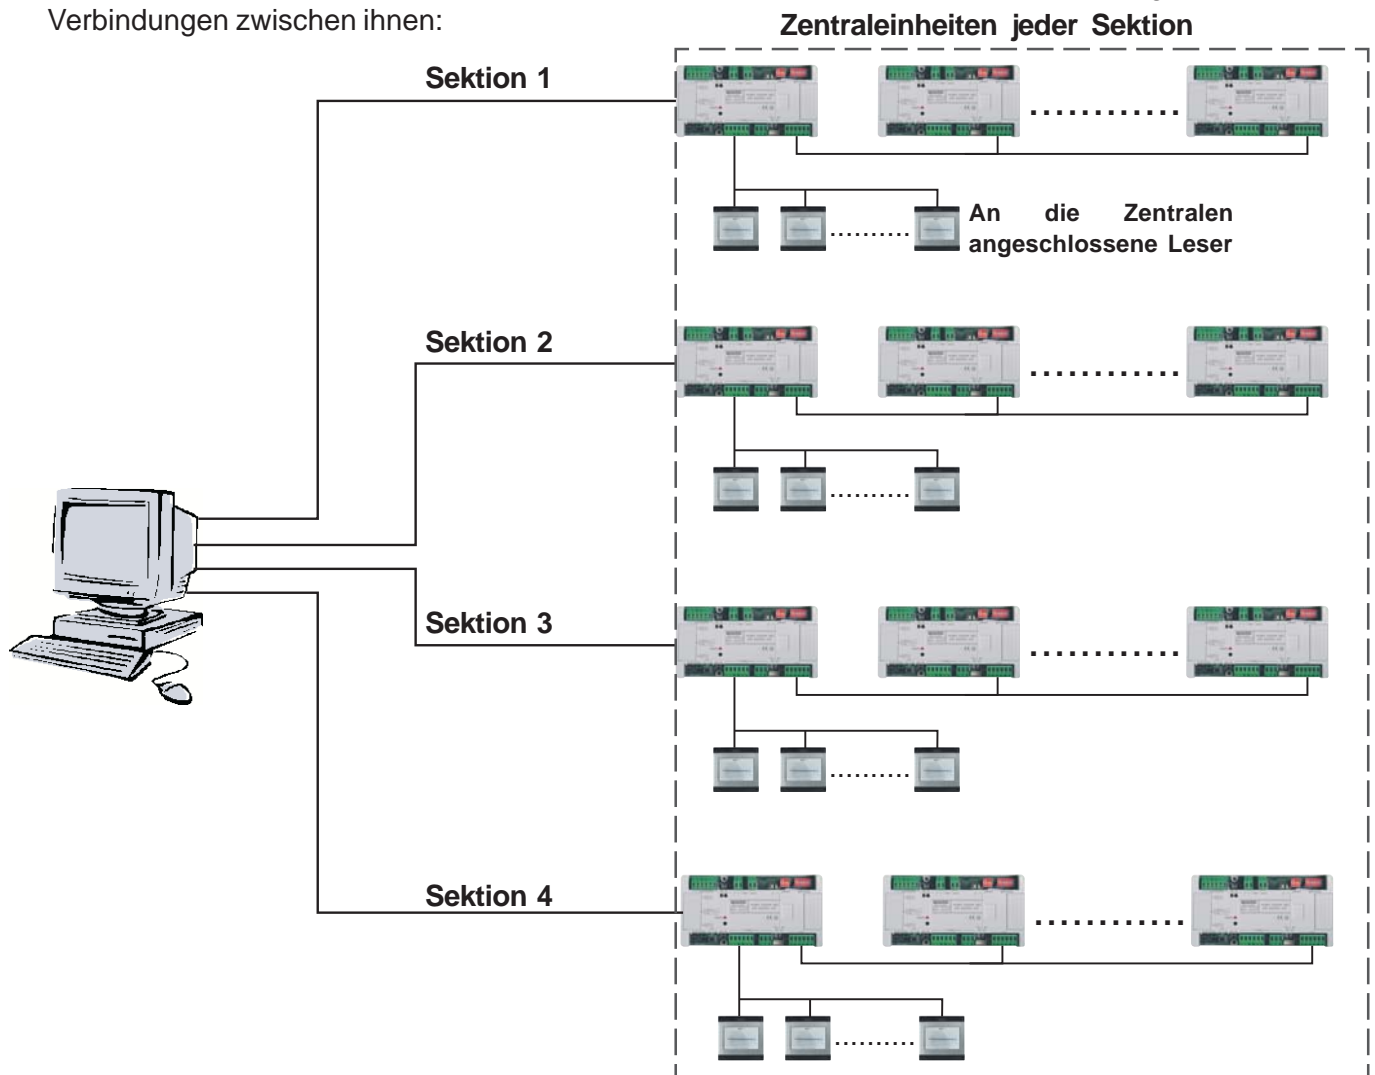 Verbindungen zwischen ihnen:
Zentraleinheiten jeder Sektion
Sektion 1
An die Zentralen
angeschlossene Leser
Sektion 2
Sektion 3
Sektion 4